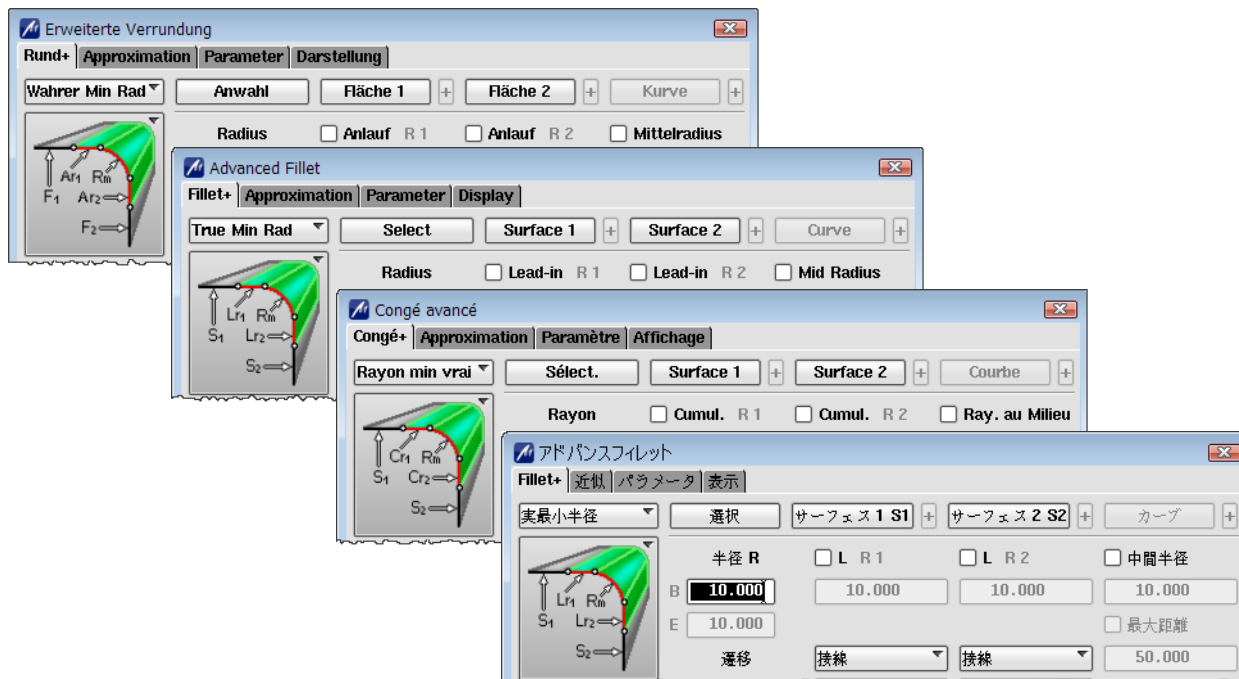 Erweiterte Verrundung
Rund+ Approximation Parameter Darstellung
Wahrer Min Rad Anwahl Fläche 1 + Fläche 2 + Kurve +
Radius Anlauf R 1 Anlauf R 2 Mittelradius
Ar1 Rm
F1 Ar2
F2
Advanced Fillet
Fillet+ Approximation Parameter Display
True Min Rad Select Surface 1 + Surface 2 + Curve +
Radius Lead-in R 1 Lead-in R 2 Mid Radius
Lr1 Rm
S1 Lr2
S2
Congé avancé
Congé+ Approximation Paramètre Affichage
Rayon min vrai Sélect. Surface 1 + Surface 2 + Courbe +
Rayon Cumul. R 1 Cumul. R 2 Ray. au Milieu
Cr1 Rm
S1 Cr2
S2
アドバンスフィレット
Fillet+ 近似 パラメータ 表示
実最小半径 選択 サーフェス 1 S1 + サーフェス 2 S2 + カーブ +
半径 R L R 1 L R 2 中間半径
B 10.000 10.000 10.000 10.000
Lr1 Rm
S1 Lr2
S2
E 10.000 最大距離
遷移 接線 接線 50.000